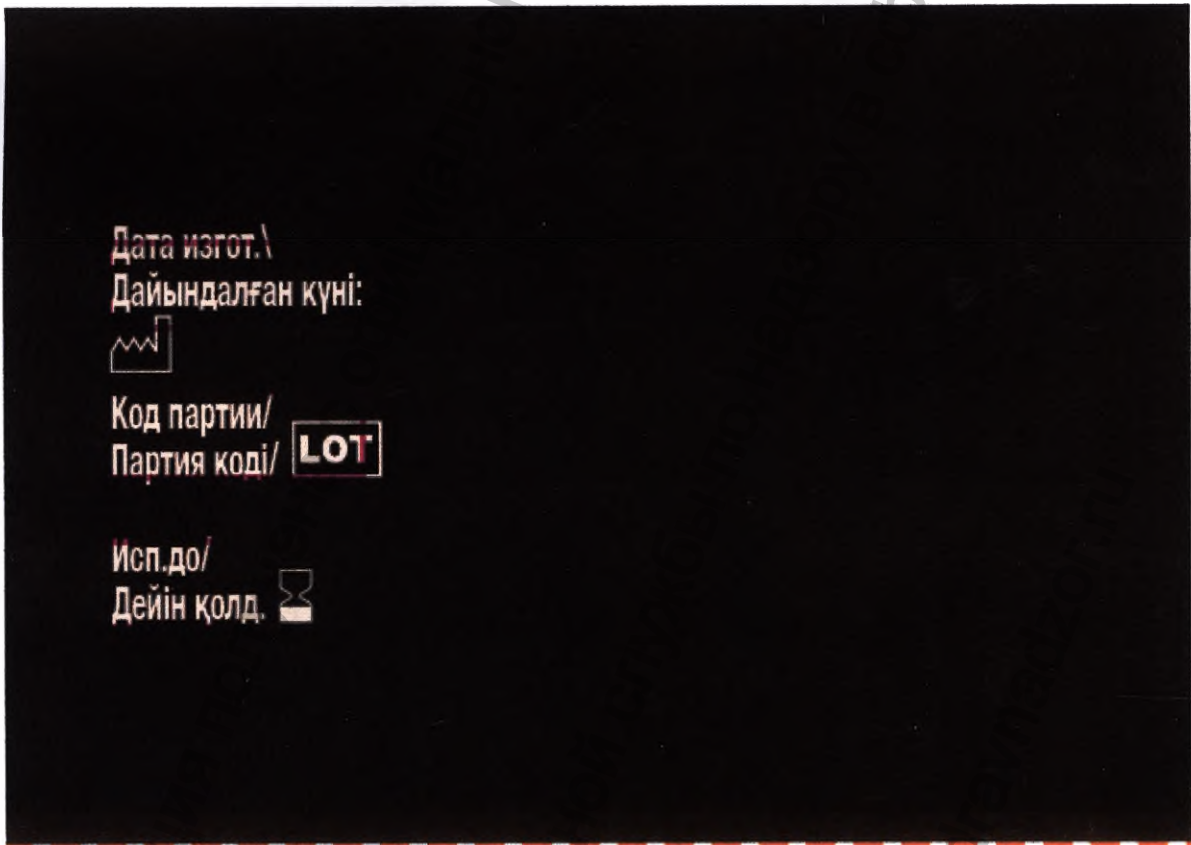 Дата изгот.\
Дайындалған күні:
Код партии/
Партия коді/ LOT
Исп.до/
Дейін қолд.